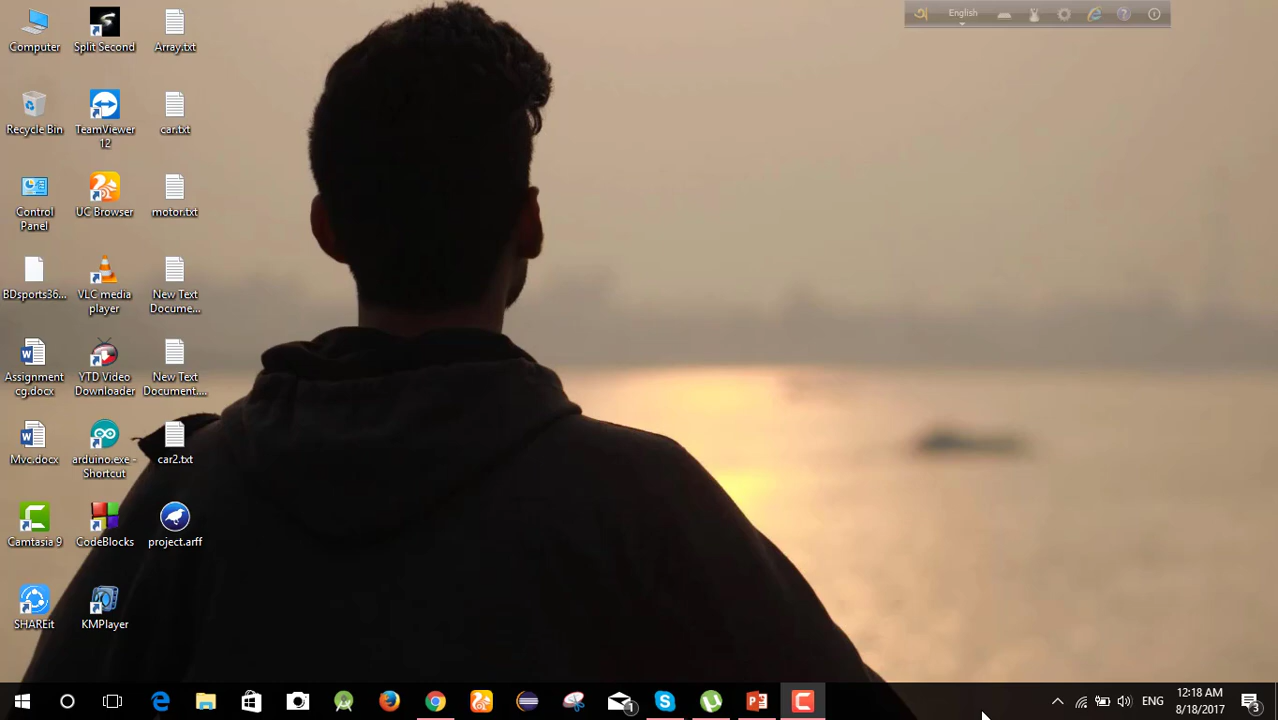 অ
English
Computer
Split Second
Array.txt
Recycle Bin
TeamViewer
12
car.txt
Control
Panel
UC Browser
motor.txt
BDsports36...
VLC media
player
New Text
Docume...
Assignment
cg.docx
YTD Video
Downloader
New Text
Document....
Mvc.docx
arduino.exe -
Shortcut
car2.txt
Camtasia 9
CodeBlocks
project.arff
SHAREit
KMPlayer
1
ENG
12:18 AM
8/18/2017
3